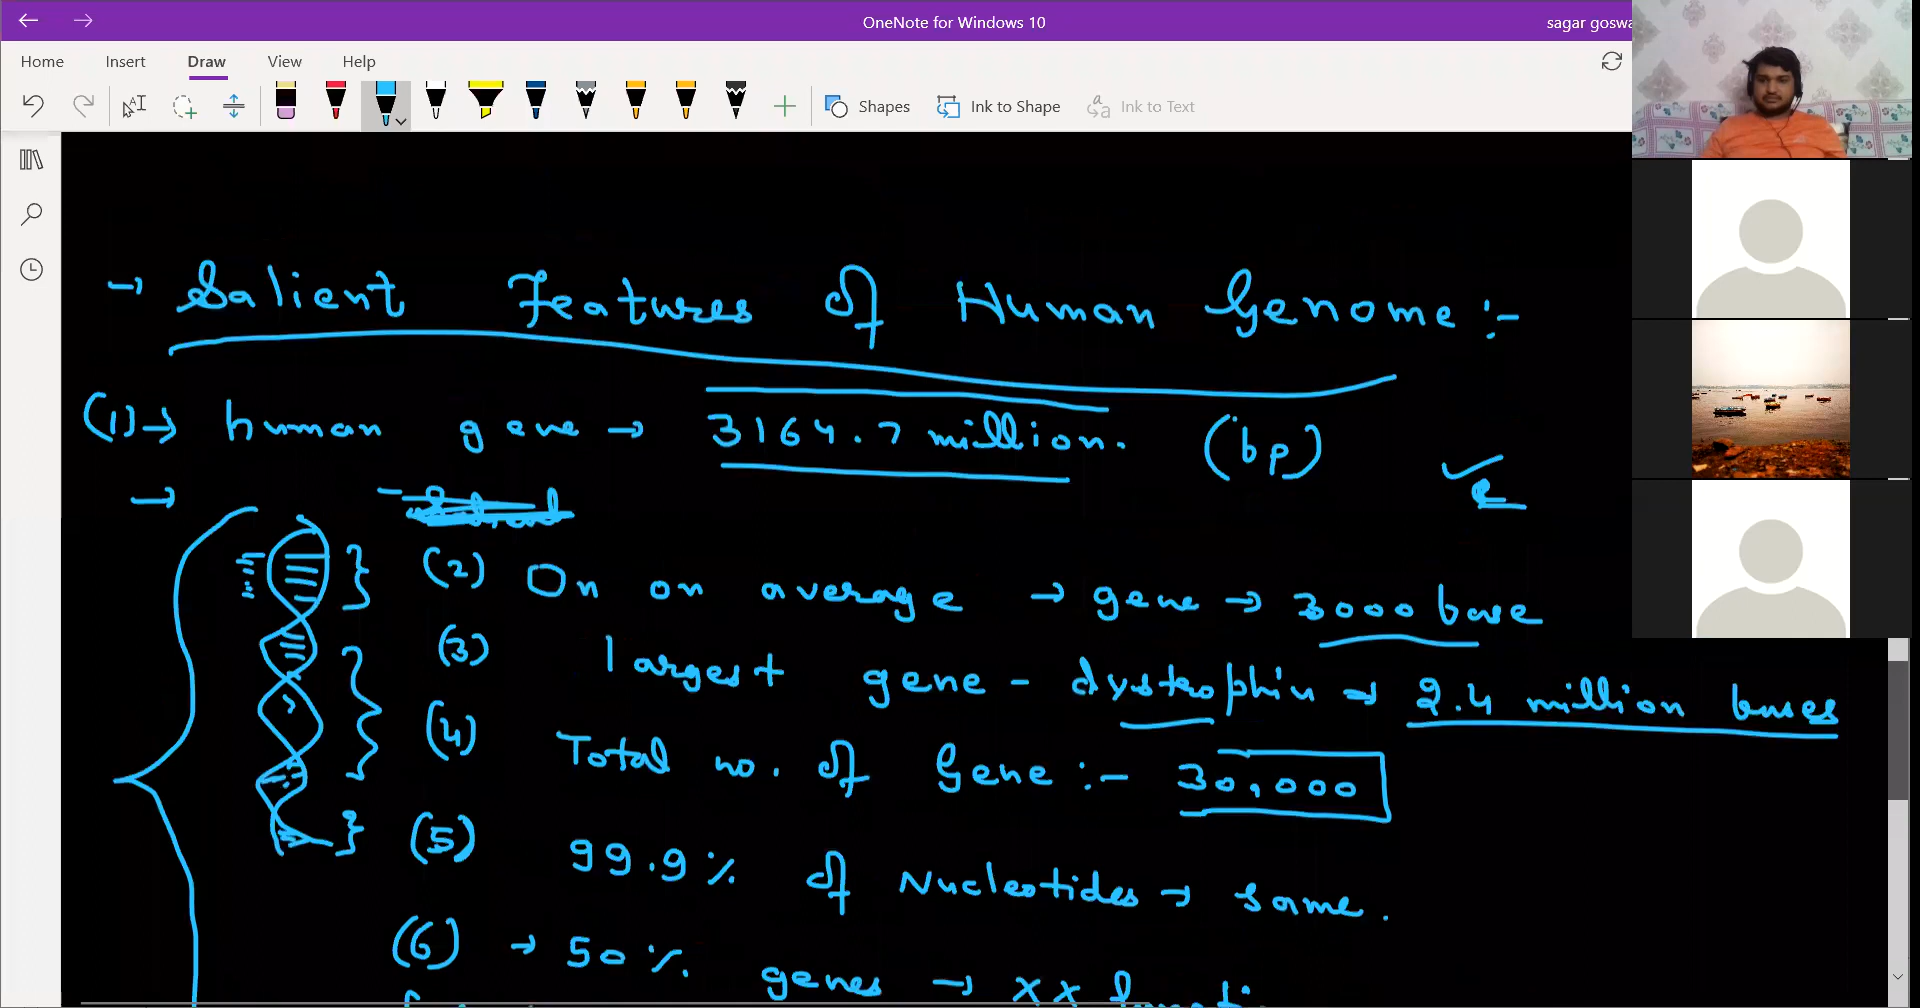 OneNote for Windows 10
sagar goswa
Home Insert Draw View Help
Shapes Ink to Shape Ink to Text
→ Salient Features of Human Genome :-
(1)→ human gene → 3164.7 million. (bp)
→
(2) On on average → gene → 3000 base
(3) largest gene - dystrophin → 2.4 million bases
(4) Total no. of Gene :- 30,000
(5) 99.9% of Nucleotides → same.
(6) → 50%. genes → xx